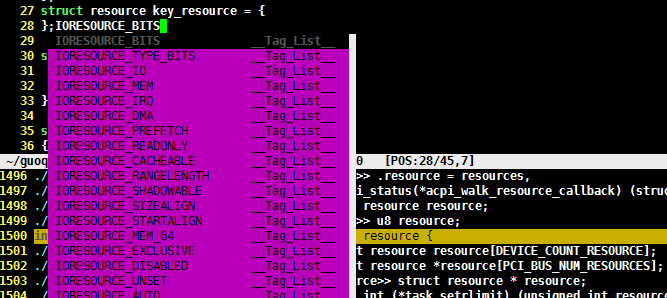 27 struct resource key_resource = {
28 };IORESOURCE_BITS
29 IORESOURCE_BITS __Tag_List__
30 s IORESOURCE_TYPE_BITS __Tag_List__
31 IORESOURCE_IO __Tag_List__
32 IORESOURCE_MEM __Tag_List__
33 } IORESOURCE_IRQ __Tag_List__
34 IORESOURCE_DMA __Tag_List__
35 s IORESOURCE_PREFETCH __Tag_List__
36 { IORESOURCE_READONLY __Tag_List__
~/guoq IORESOURCE_CACHEABLE __Tag_List__ 0 [POS:28/45,7]
1496 ./ IORESOURCE_RANGELENGTH __Tag_List__ >> .resource = resources,
1497 ./ IORESOURCE_SHADOWABLE __Tag_List__ i_status(*acpi_walk_resource_callback) (struc
1498 ./ IORESOURCE_SIZEALIGN __Tag_List__ resource resource;
1499 ./ IORESOURCE_STARTALIGN __Tag_List__ >> u8 resource;
1500 in IORESOURCE_MEM_64 __Tag_List__ resource {
1501 ./ IORESOURCE_EXCLUSIVE __Tag_List__ t resource resource[DEVICE_COUNT_RESOURCE];
1502 ./ IORESOURCE_DISABLED __Tag_List__ t resource *resource[PCI_BUS_NUM_RESOURCES];
1503 ./ IORESOURCE_UNSET __Tag_List__ rce>> struct resource * resource;
1504 ./ IORESOURCE_AUTO __Tag_List__ int (*task_setrlimit) (unsigned int resource